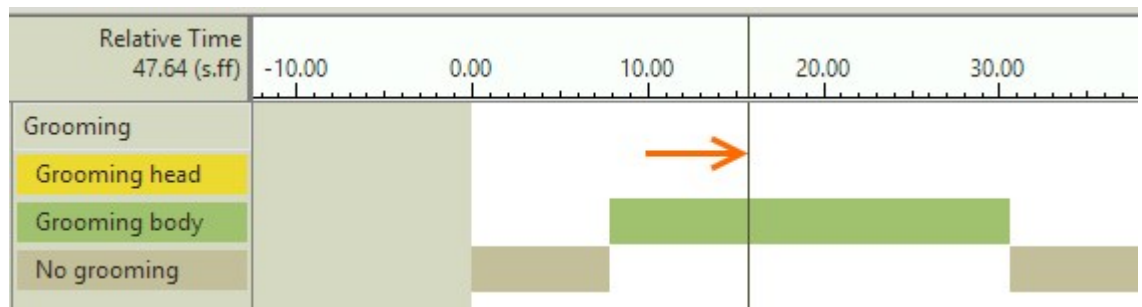 Relative Time
47.64 (s.ff)
-10.00 0.00 10.00 20.00 30.00
Grooming
Grooming head
Grooming body
No grooming